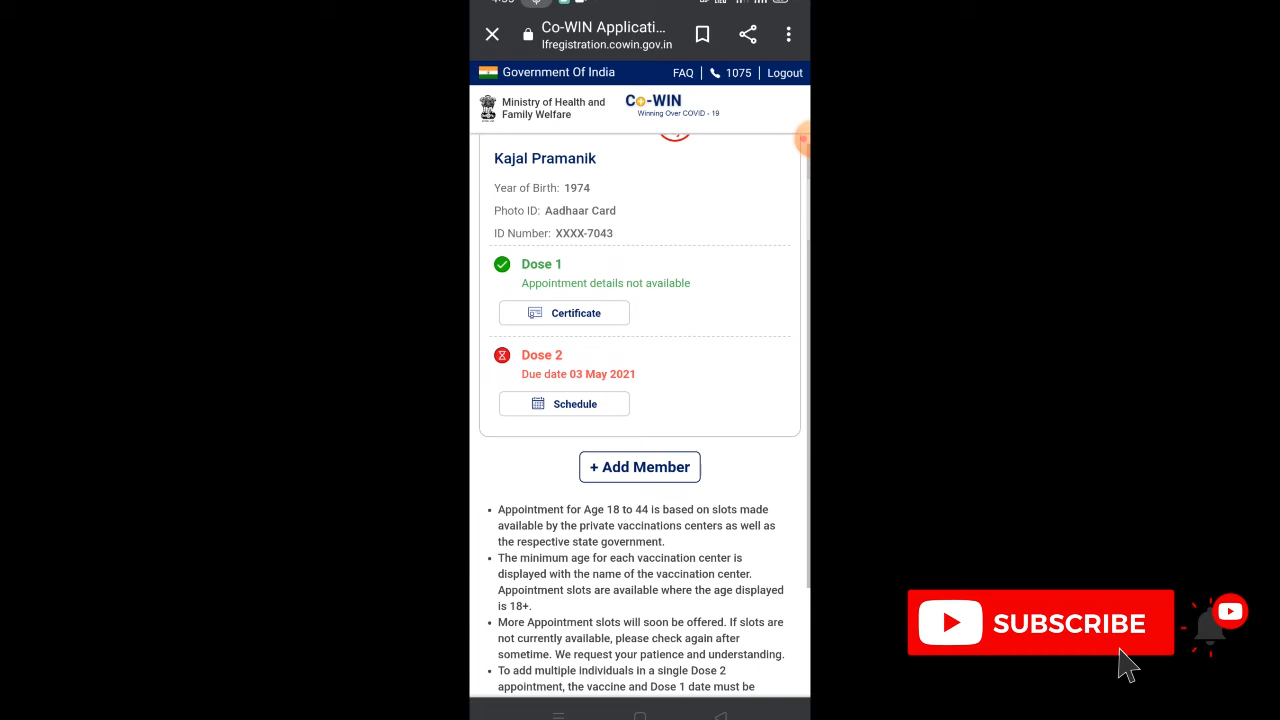 Co-WIN Applicati...
lfregistration.cowin.gov.in
Government Of India
FAQ | 1075 | Logout
Ministry of Health and
Family Welfare
Co-WIN
Winning Over COVID - 19
Kajal Pramanik
Year of Birth: 1974
Photo ID: Aadhaar Card
ID Number: XXXX-7043
Dose 1
Appointment details not available
Certificate
Dose 2
Due date 03 May 2021
Schedule
+ Add Member
• Appointment for Age 18 to 44 is based on slots made
available by the private vaccinations centers as well as
the respective state government.
• The minimum age for each vaccination center is
displayed with the name of the vaccination center.
Appointment slots are available where the age displayed
is 18+.
• More Appointment slots will soon be offered. If slots are
not currently available, please check again after
sometime. We request your patience and understanding.
• To add multiple individuals in a single Dose 2
appointment, the vaccine and Dose 1 date must be
SUBSCRIBE